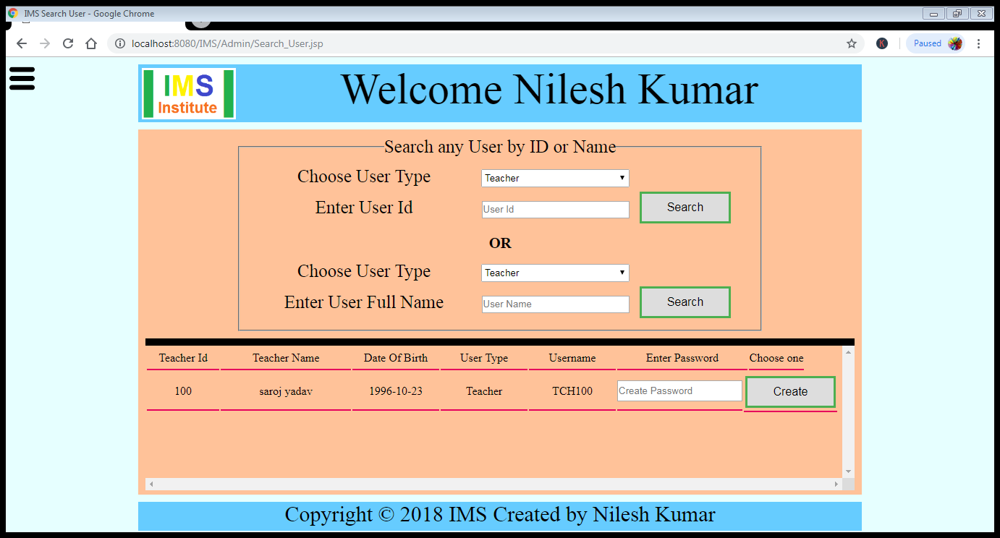 IMS Search User - Google Chrome
localhost:8080/IMS/Admin/Search_User.jsp
K
Paused
IMS
Institute
Welcome Nilesh Kumar
Search any User by ID or Name
Choose User Type
Teacher
Enter User Id
User Id
Search
OR
Choose User Type
Teacher
Enter User Full Name
User Name
Search
Teacher Id Teacher Name Date Of Birth User Type Username Enter Password Choose one
100 saroj yadav 1996-10-23 Teacher TCH100 Create Password Create
Copyright © 2018 IMS Created by Nilesh Kumar